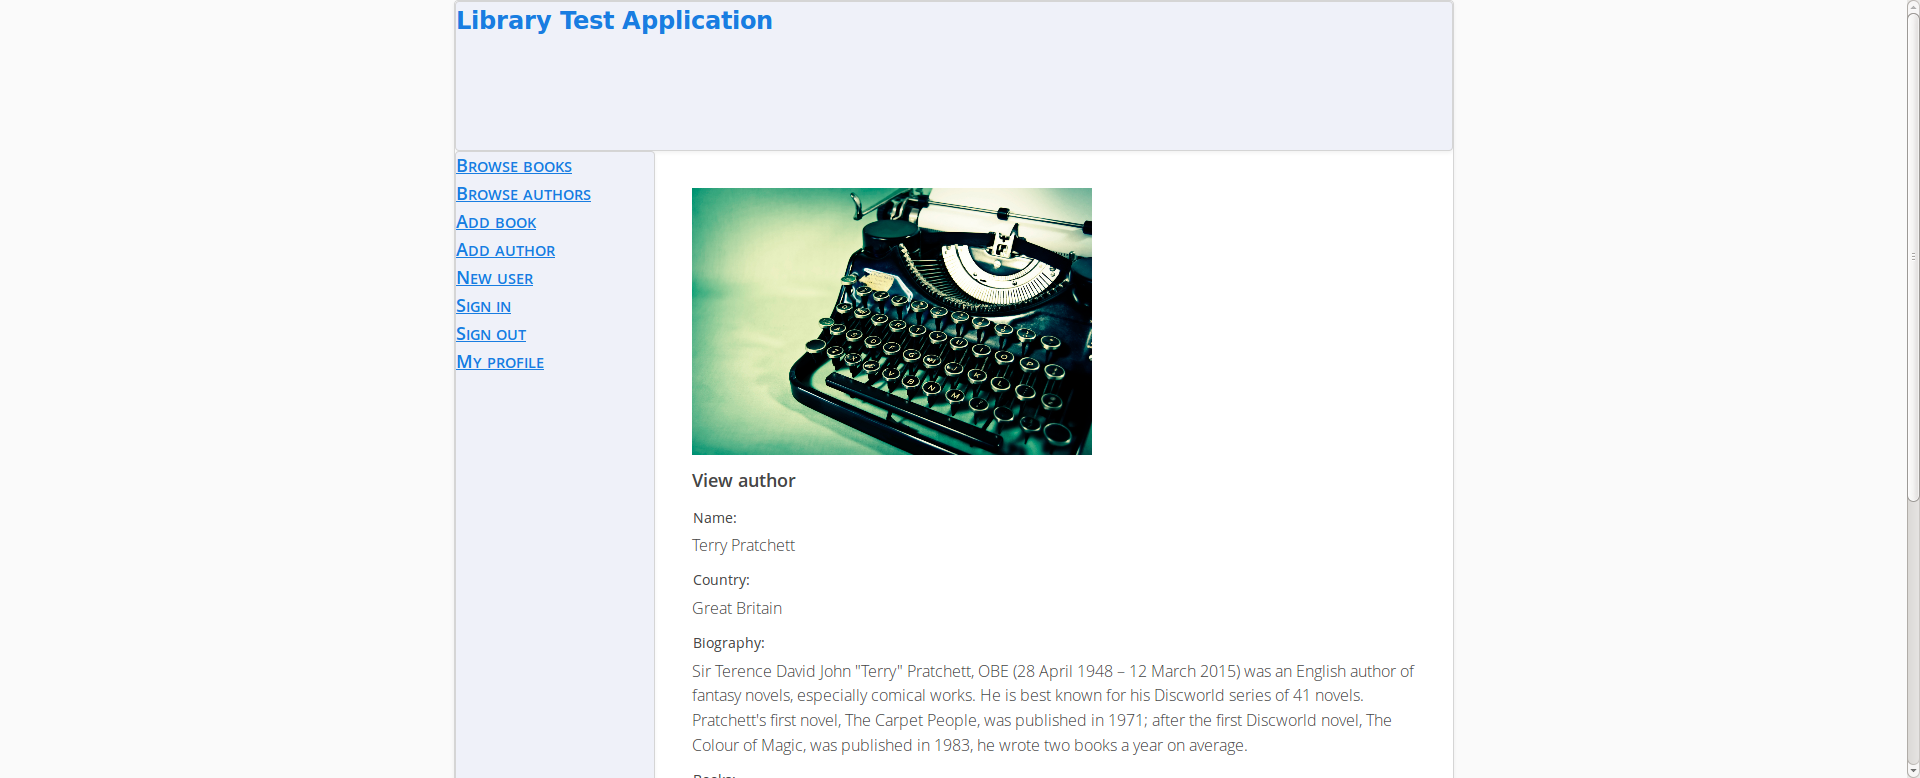 Library Test Application
Browse books
Browse authors
Add book
Add author
New user
Sign in
Sign out
My profile
View author
Name:
Terry Pratchett
Country:
Great Britain
Biography:
Sir Terence David John "Terry" Pratchett, OBE (28 April 1948 – 12 March 2015) was an English author of
fantasy novels, especially comical works. He is best known for his Discworld series of 41 novels.
Pratchett's first novel, The Carpet People, was published in 1971; after the first Discworld novel, The
Colour of Magic, was published in 1983, he wrote two books a year on average.